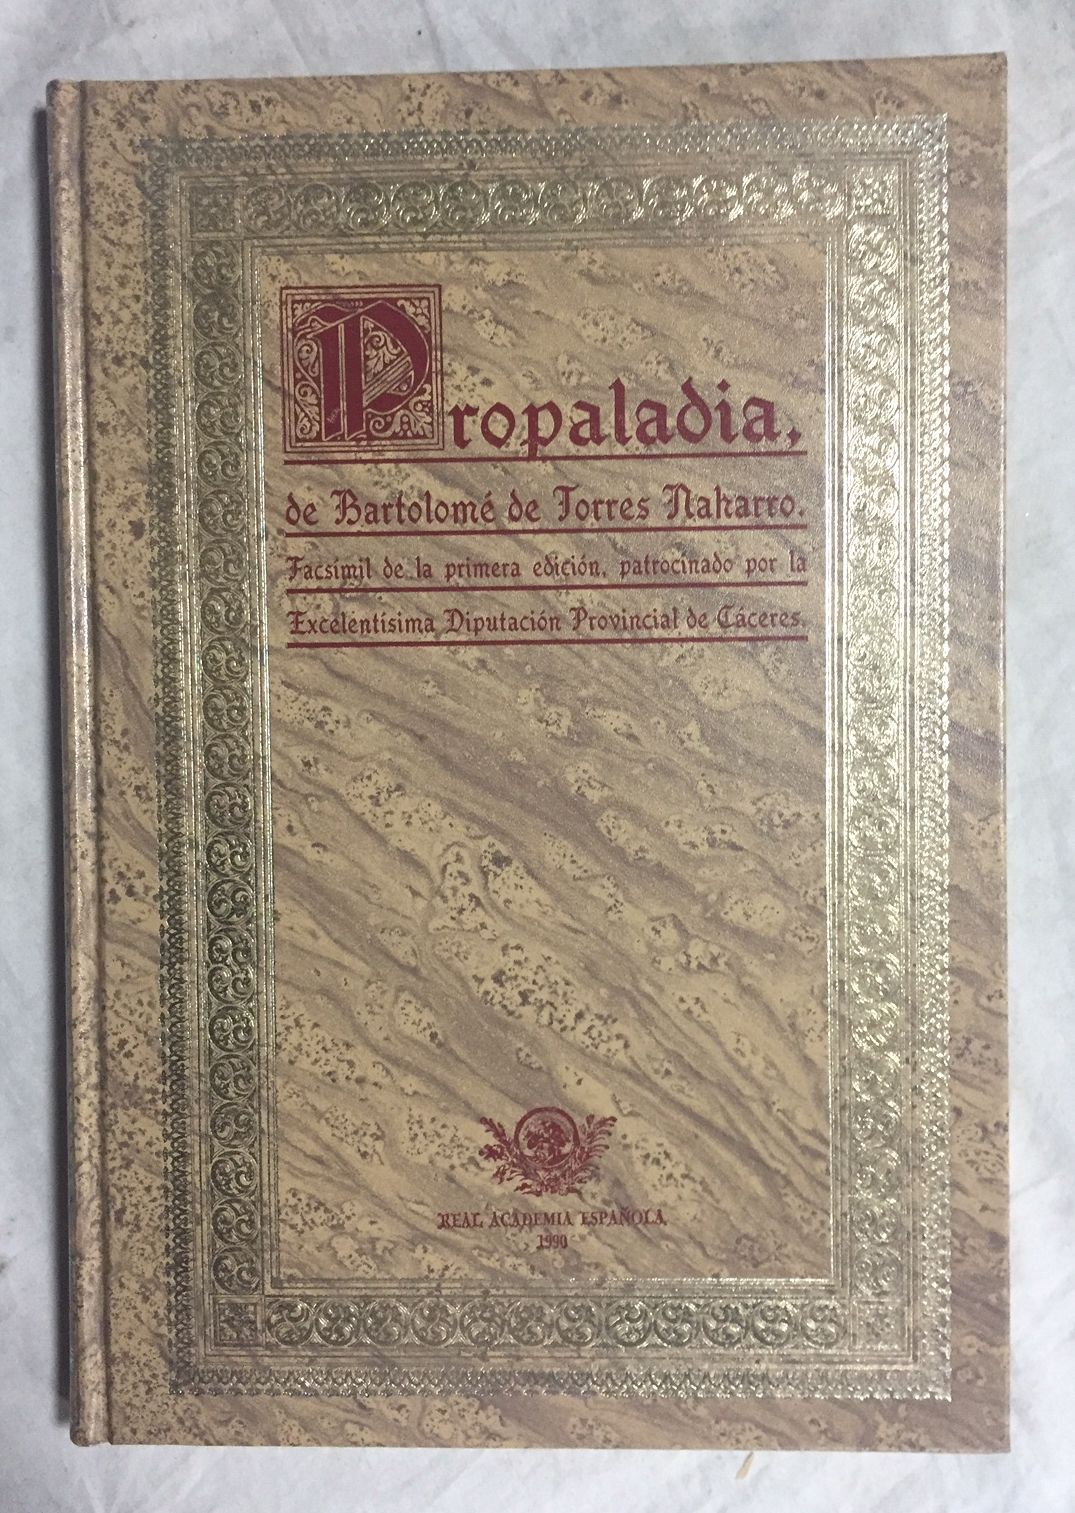 Propaladia,
de Bartolomé de Torres Naharro.
Facsimil de la primera edición, patrocinado por la
Excelentísima Diputación Provincial de Cáceres.
REAL ACADEMIA ESPAÑOLA
1990